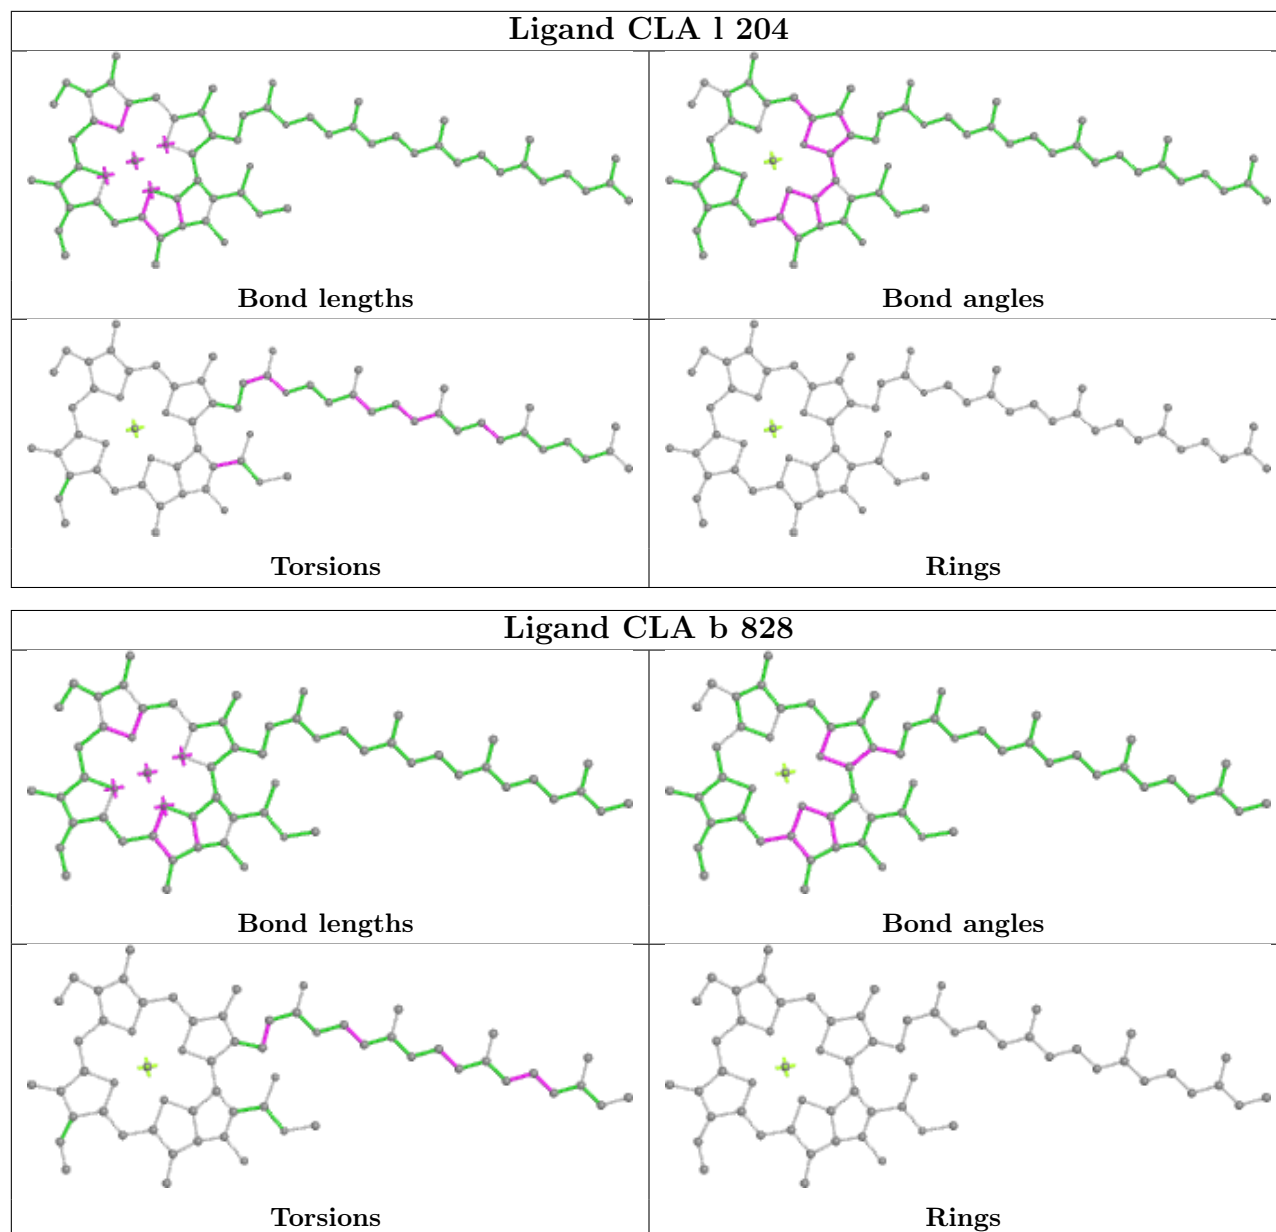 Ligand CLA l 204
Bond lengths
Bond angles
Torsions
Rings
Ligand CLA b 828
Bond lengths
Bond angles
Torsions
Rings